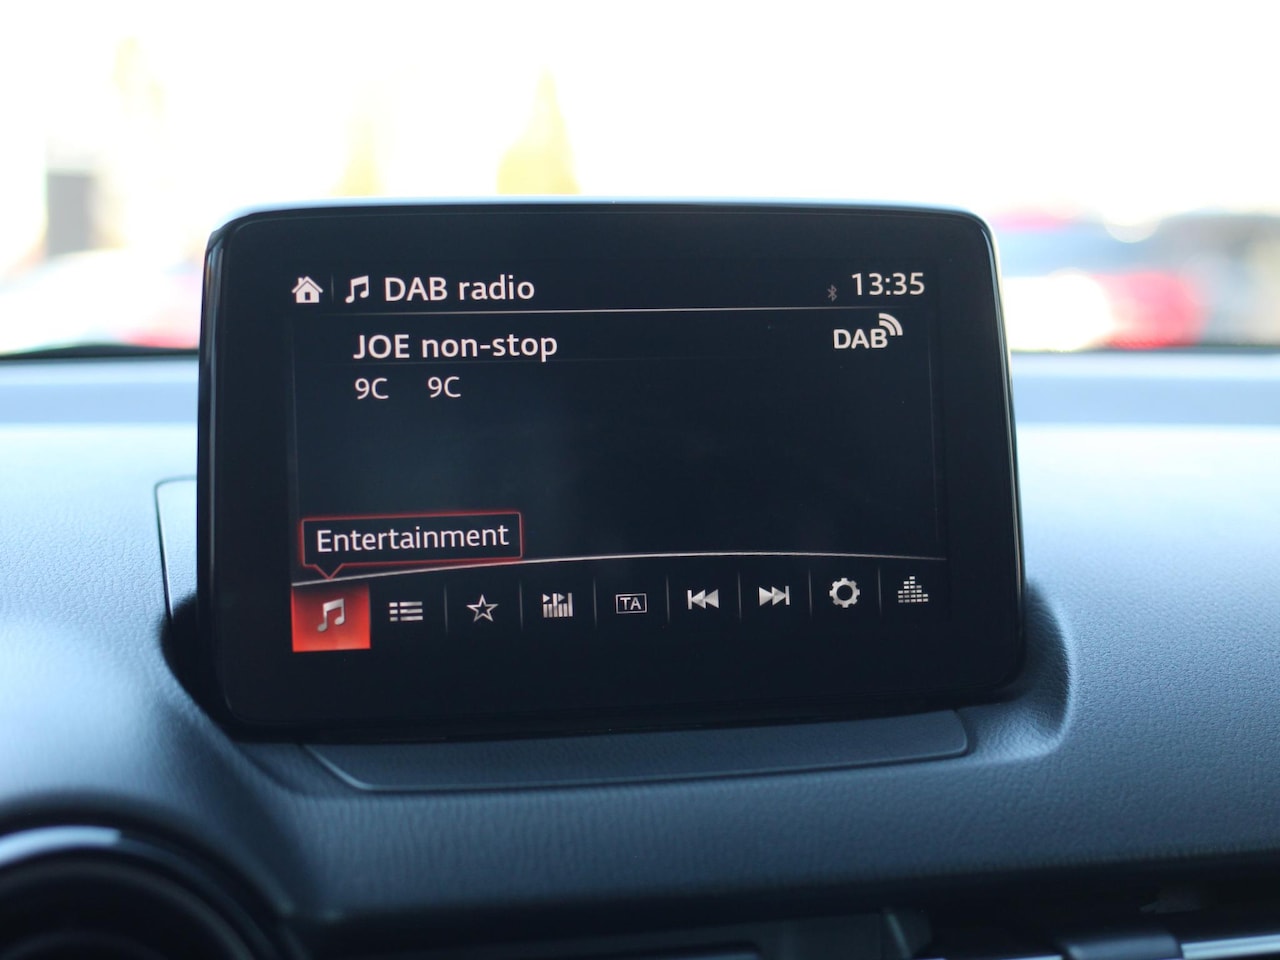 DAB radio 13:35
JOE non-stop DAB
9C 9C
Entertainment
TA